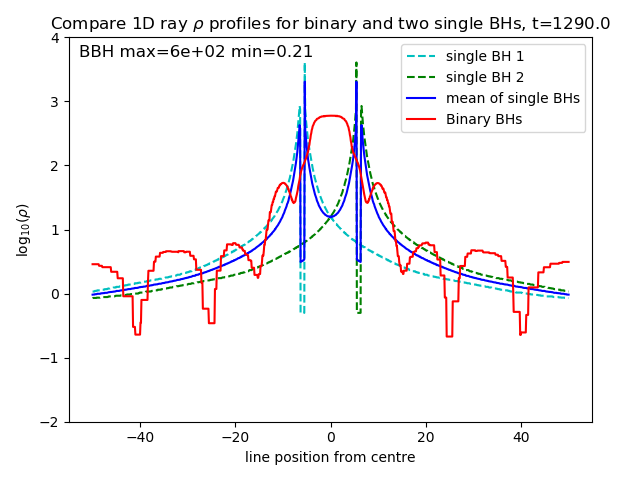 Compare 1D ray ρ profiles for binary and two single BHs, t=1290.0
BBH max=6e+02 min=0.21
single BH 1
single BH 2
mean of single BHs
Binary BHs
log₁₀(ρ)
4
3
2
1
0
−1
−2
−40 −20 0 20 40
line position from centre